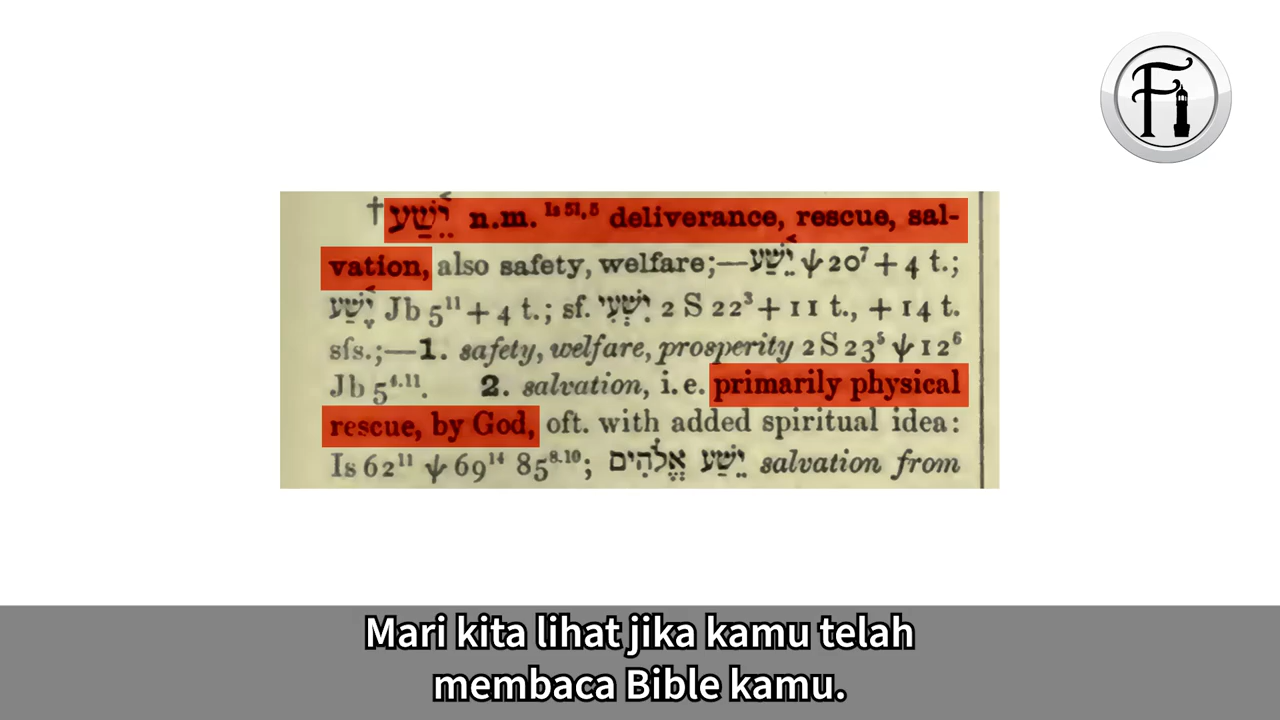 Fi
†יֵ֫שַׁע n.m. Is 51, 5 deliverance, rescue, sal-
vation, also safety, welfare;—יֵ֫שַׁע ψ 20⁷ + 4 t.;
יֶ֫שַׁע Jb 5¹¹ + 4 t.; sf. יִשְׁעִי 2 S 22³ + 11 t., + 14 t.
sfs.;—1. safety, welfare, prosperity 2 S 23⁵ ψ 12⁶
Jb 5⁴·¹¹. 2. salvation, i.e. primarily physical
rescue, by God, oft. with added spiritual idea:
Is 62¹¹ ψ 69¹⁴ 85⁸·¹⁰; יֵשַׁע אֱלֹהִים salvation from
Mari kita lihat jika kamu telah
membaca Bible kamu.